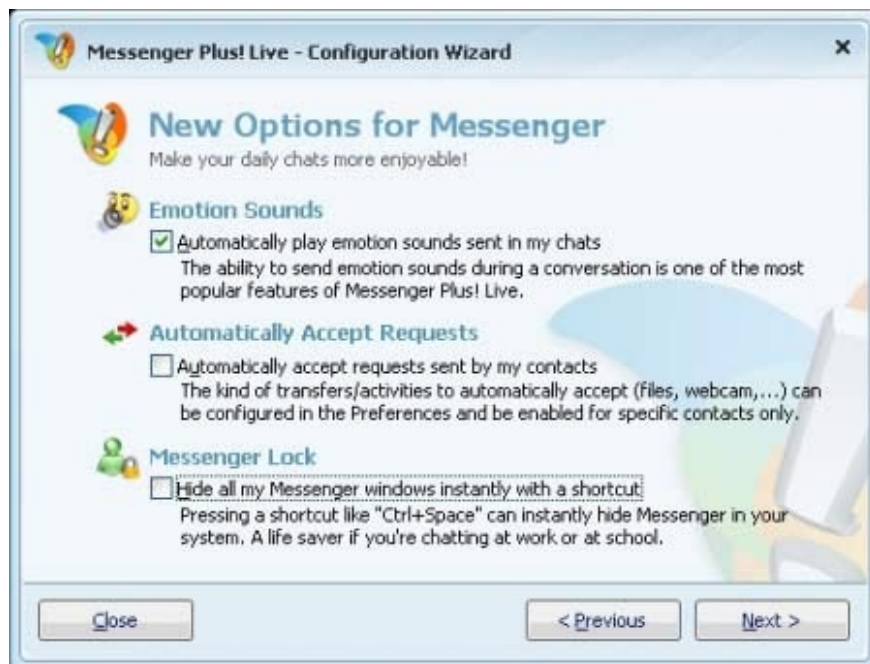 Messenger Plus! Live - Configuration Wizard
New Options for Messenger
Make your daily chats more enjoyable!
Emotion Sounds
Automatically play emotion sounds sent in my chats
The ability to send emotion sounds during a conversation is one of the most
popular features of Messenger Plus! Live.
Automatically Accept Requests
Automatically accept requests sent by my contacts
The kind of transfers/activities to automatically accept (files, webcam,...) can
be configured in the Preferences and be enabled for specific contacts only.
Messenger Lock
Hide all my Messenger windows instantly with a shortcut
Pressing a shortcut like "Ctrl+Space" can instantly hide Messenger in your
system. A life saver if you're chatting at work or at school.
Close
< Previous
Next >